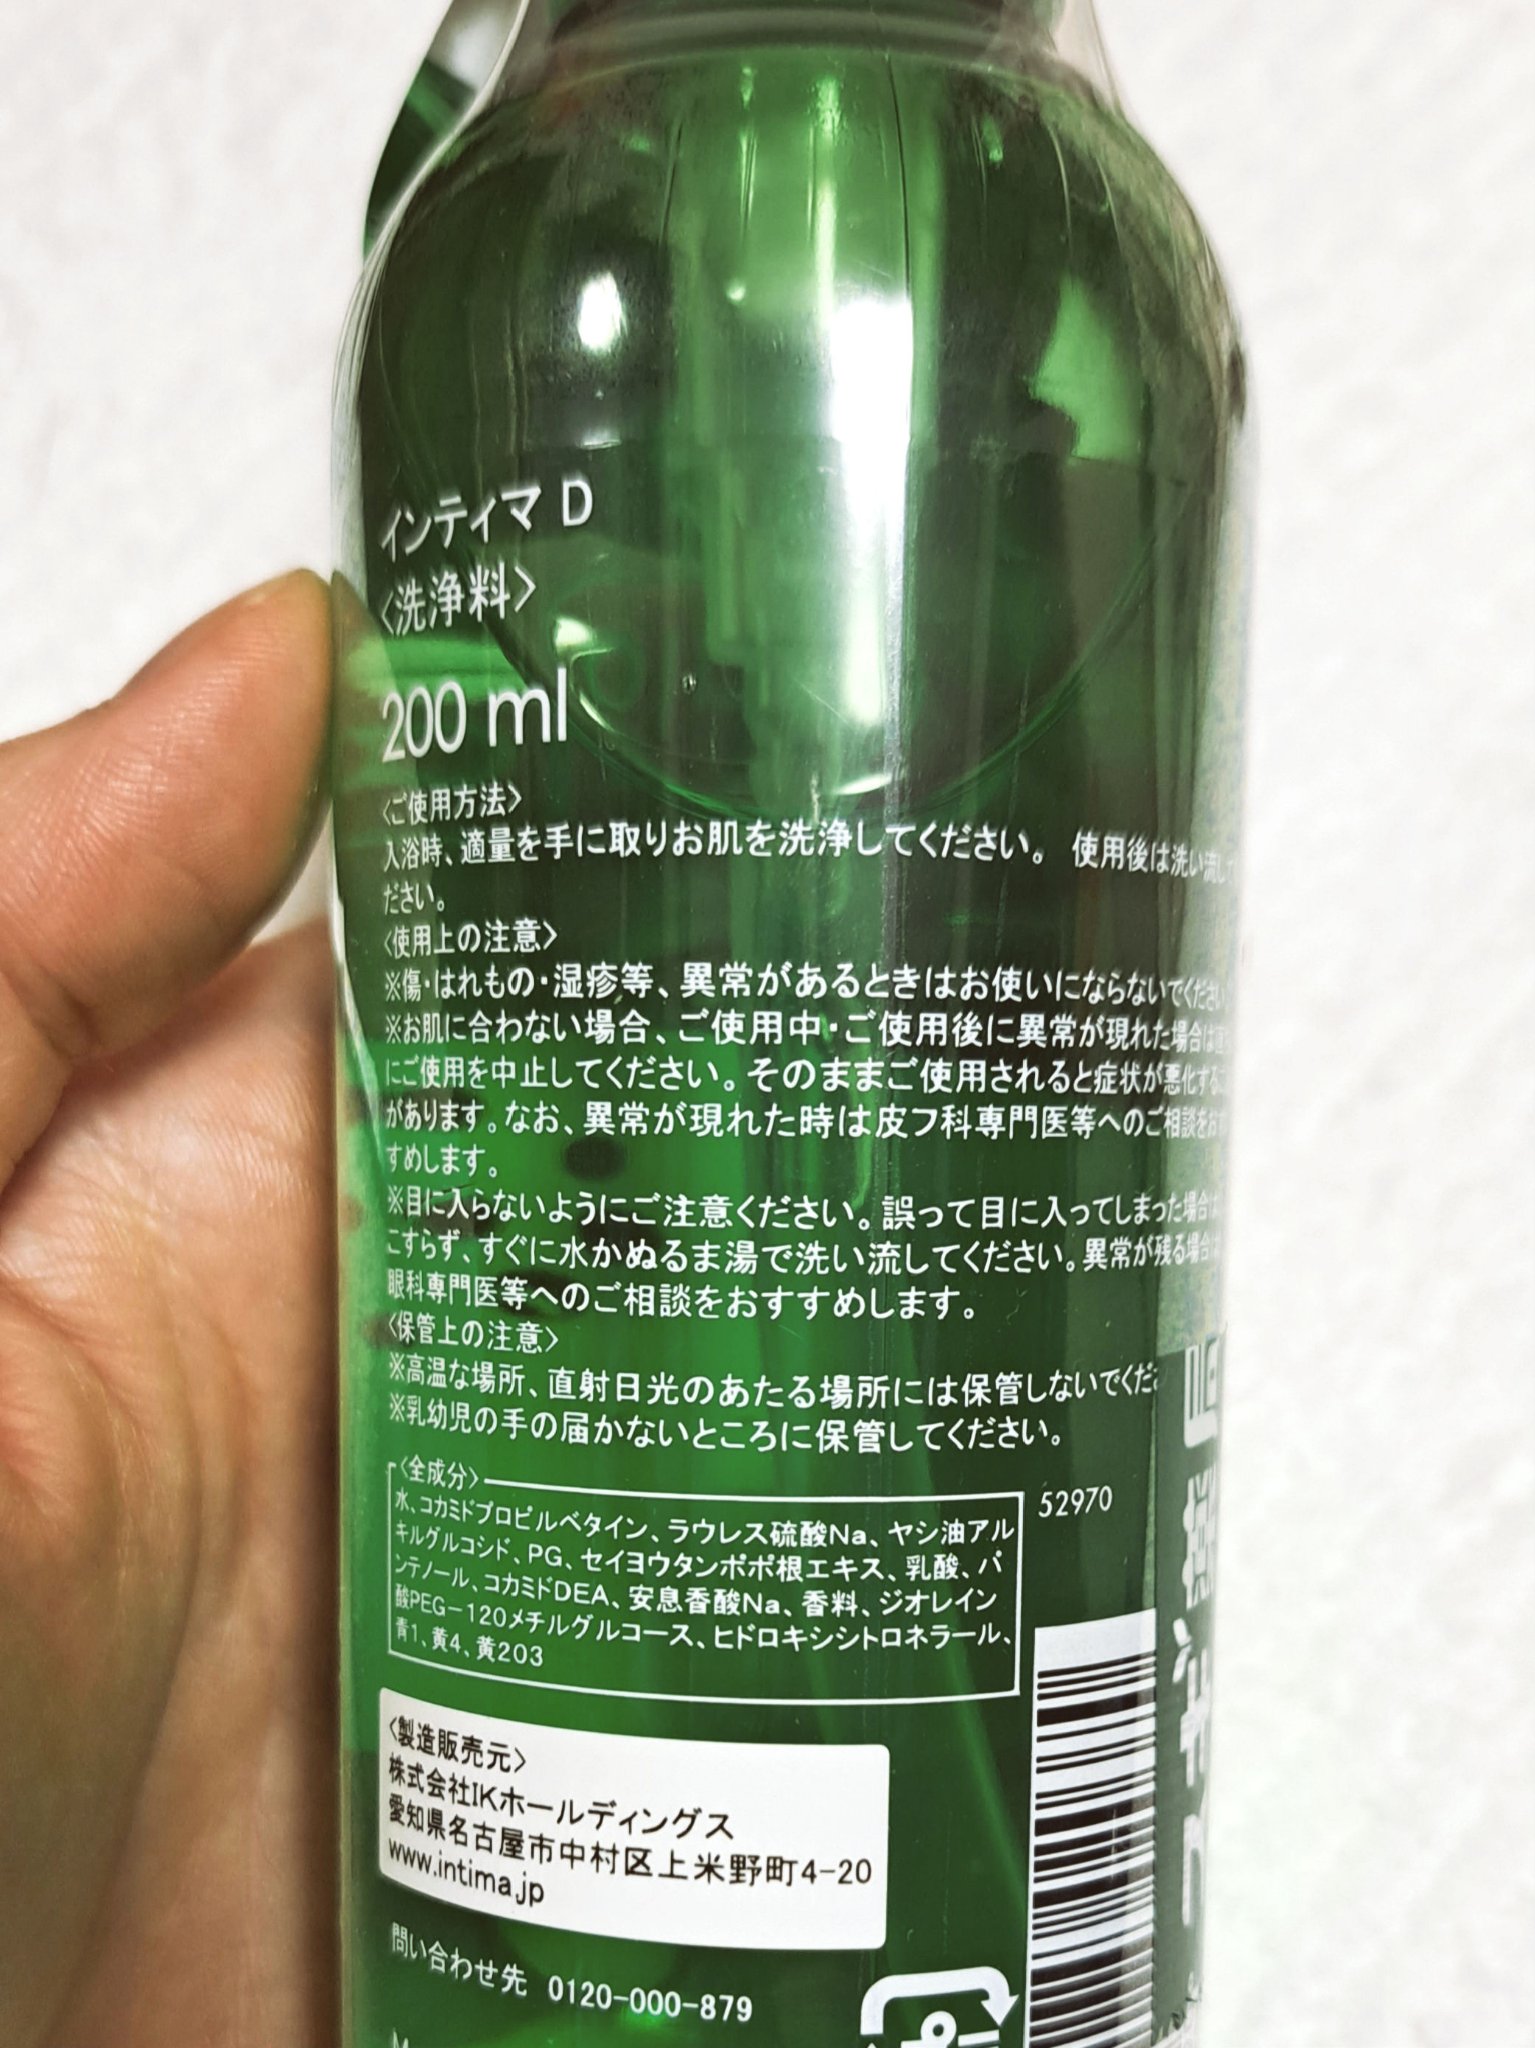 インティマ D
〈洗浄料〉
200 ml
〈ご使用方法〉
入浴時、適量を手に取りお肌を洗浄してください。 使用後は洗い流して
ださい。
〈使用上の注意〉
※傷・はれもの・湿疹等、異常があるときはお使いにならないでください
※お肌に合わない場合、ご使用中・ご使用後に異常が現れた場合は直
にご使用を中止してください。そのままご使用されると症状が悪化するこ
があります。なお、異常が現れた時は皮フ科専門医等へのご相談をおす
すめします。
※目に入らないようにご注意ください。誤って目に入ってしまった場合は、
こすらず、すぐに水かぬるま湯で洗い流してください。異常が残る場合は、
眼科専門医等へのご相談をおすすめします。
〈保管上の注意〉
※高温な場所、直射日光のあたる場所には保管しないでくださ
※乳幼児の手の届かないところに保管してください。
〈全成分〉
水、コカミドプロピルベタイン、ラウレス硫酸Na、ヤシ油アル
キルグルコシド、PG、セイヨウタンポポ根エキス、乳酸、パ
ンテノール、コカミドDEA、安息香酸Na、香料、ジオレイン
酸PEG-120メチルグルコース、ヒドロキシシトロネラール、
青1、黄4、黄203
52970
〈製造販売元〉
株式会社IKホールディングス
愛知県名古屋市中村区上米野町4-20
www.intima.jp
問い合わせ先 0120-000-879
プ